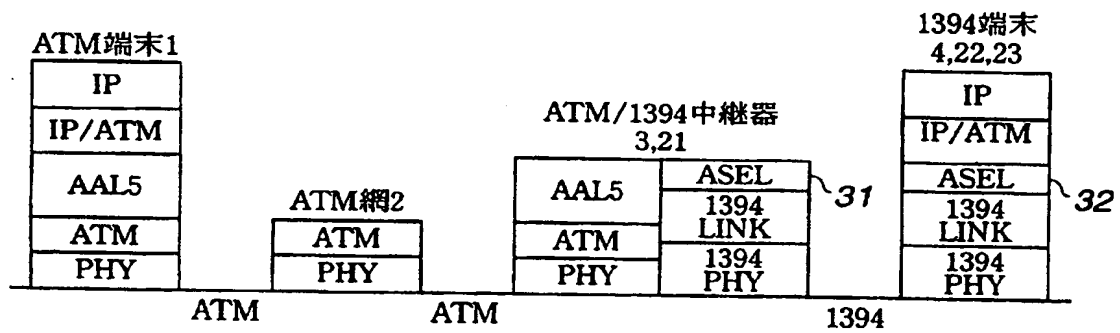 ATM端末1
IP
IP/ATM
AAL5
ATM
PHY
ATM
ATM網2
ATM
PHY
ATM
ATM/1394中継器
3,21
AAL5
ATM
PHY
ASEL
1394
LINK
1394
PHY
31
1394
1394端末
4,22,23
IP
IP/ATM
ASEL
1394
LINK
1394
PHY
32